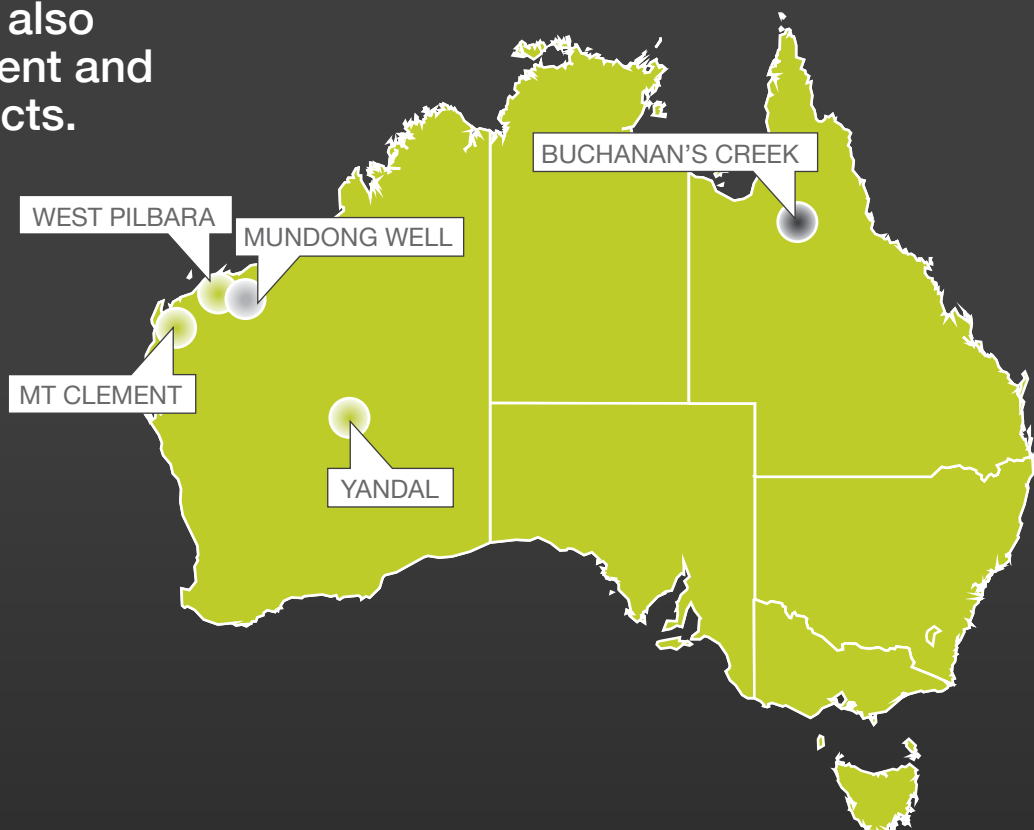 also
ent and
cts.
BUCHANAN'S CREEK
WEST PILBARA
MUNDONG WELL
MT CLEMENT
YANDAL